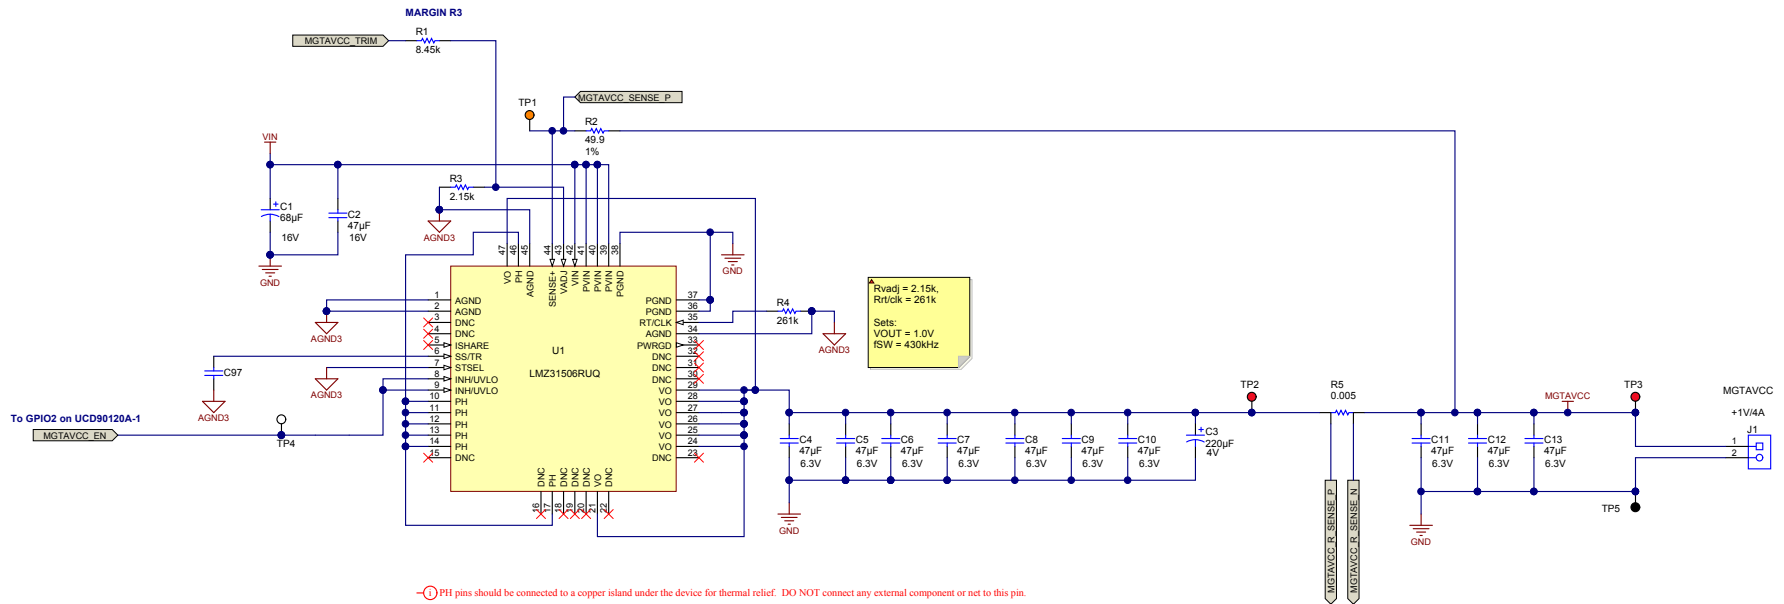 MARGIN R3
MGTAVCC_TRIM
R1
8.45k
TP1
MGTAVCC_SENSE_P
R2
49.9
1%
VIN
R3
2.15k
AGND3
C1
68µF
16V
C2
47µF
16V
GND
47
46
45
44
43
42
41
40
39
38
VO
PH
AGND
SENSE+
VADJ
VIN
PVIN
PVIN
PVIN
PGND
GND
1 AGND
2 AGND
3 DNC
4 DNC
5 ISHARE
6 SS/TR
7 STSEL
8 INH/UVLO
9 INH/UVLO
10 PH
11 PH
12 PH
13 PH
14 PH
15 DNC
U1
LMZ31506RUQ
PGND 37
PGND 36
RT/CLK 35
AGND 34
PWRGD 33
DNC 32
DNC 31
DNC 30
VO 29
VO 28
VO 27
VO 26
VO 25
VO 24
DNC 23
DNC
PH
DNC
DNC
DNC
VO
DNC
16
17
18
19
20
21
22
AGND3
AGND3
C97
AGND3
To GPIO2 on UCD90120A-1
MGTAVCC_EN
TP4
R4
261k
AGND3
Rvadj = 2.15k,
Rrt/clk = 261k
Sets:
VOUT = 1.0V
fSW = 430kHz
C4
47µF
6.3V
C5
47µF
6.3V
C6
47µF
6.3V
C7
47µF
6.3V
C8
47µF
6.3V
C9
47µF
6.3V
C10
47µF
6.3V
C3
220µF
4V
GND
TP2
R5
0.005
MGTAVCC_R_SENSE_P
MGTAVCC_R_SENSE_N
MGTAVCC
TP3
C11
47µF
6.3V
C12
47µF
6.3V
C13
47µF
6.3V
GND
TP5
MGTAVCC
+1V/4A
J1
1
2
i PH pins should be connected to a copper island under the device for thermal relief. DO NOT connect any external component or net to this pin.